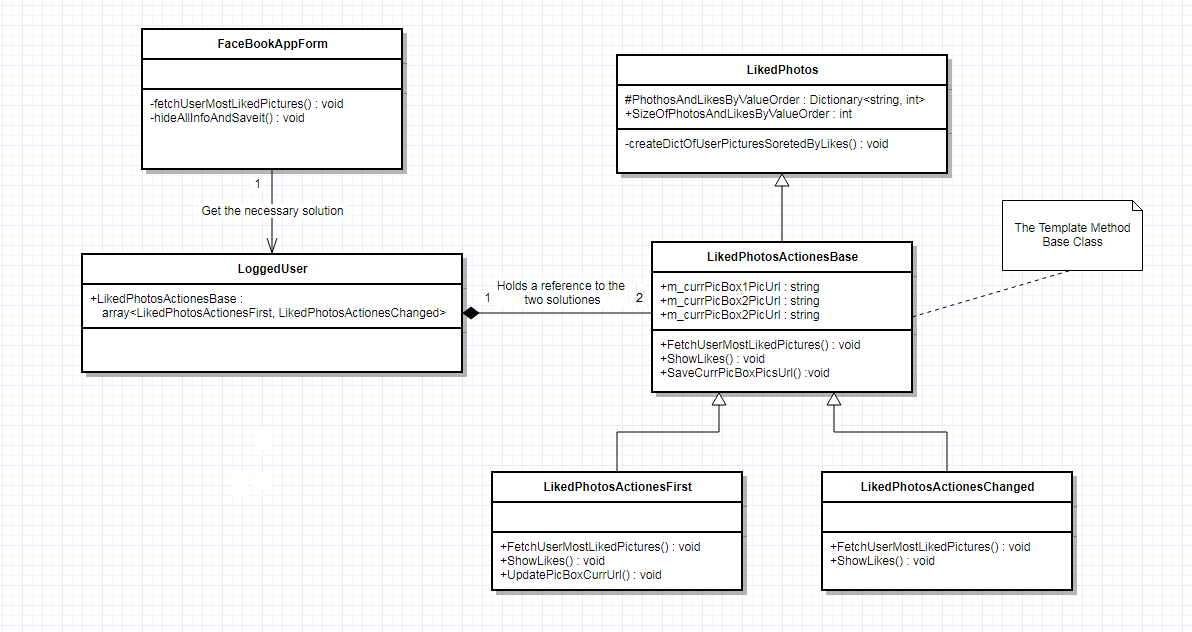 FaceBookAppForm
-fetchUserMostLikedPictures() : void
-hideAllInfoAndSaveit() : void
1
Get the necessary solution
LoggedUser
+LikedPhotosActionesBase :
array<LikedPhotosActionesFirst, LikedPhotosActionesChanged>
1
Holds a reference to the
two solutiones
2
LikedPhotos
#PhothosAndLikesByValueOrder : Dictionary<string, int>
+SizeOfPhotosAndLikesByValueOrder : int
-createDictOfUserPicturesSoretedByLikes() : void
The Template Method
Base Class
LikedPhotosActionesBase
+m_currPicBox1PicUrl : string
+m_currPicBox2PicUrl : string
+m_currPicBox2PicUrl : string
+FetchUserMostLikedPictures() : void
+ShowLikes() : void
+SaveCurrPicBoxPicsUrl() :void
LikedPhotosActionesFirst
+FetchUserMostLikedPictures() : void
+ShowLikes() : void
+UpdatePicBoxCurrUrl() : void
LikedPhotosActionesChanged
+FetchUserMostLikedPictures() : void
+ShowLikes() : void